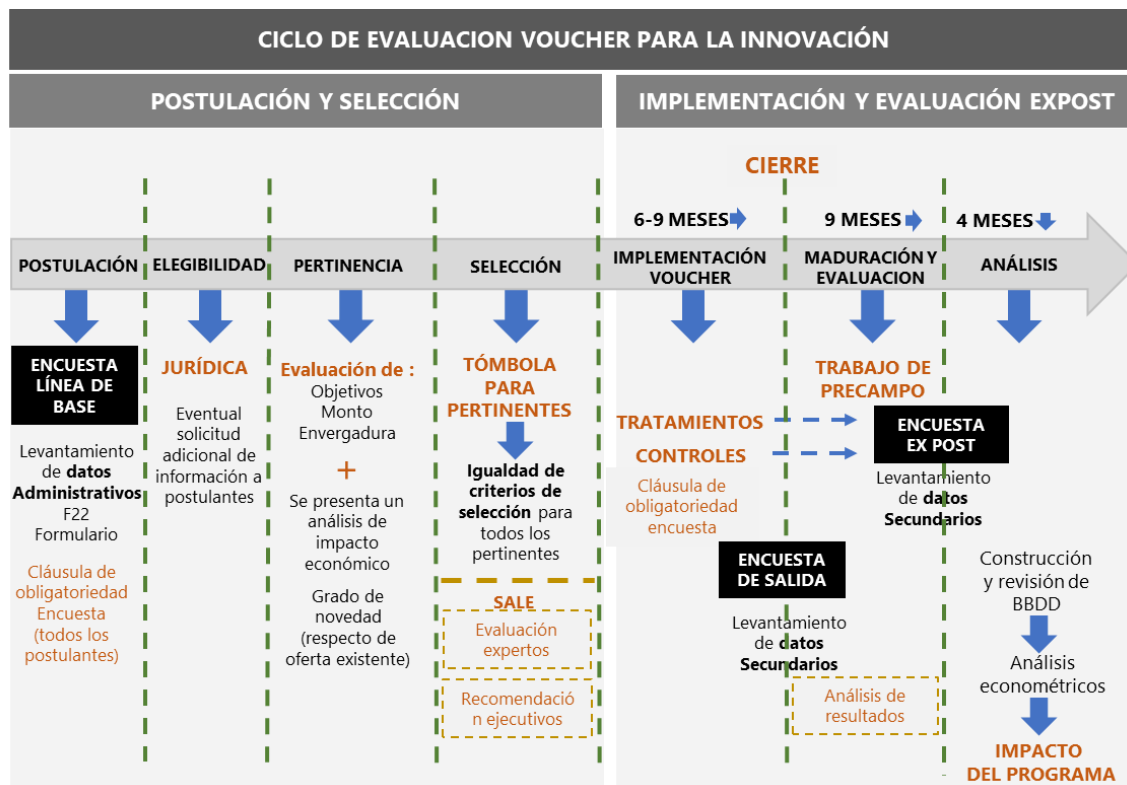 CICLO DE EVALUACION VOUCHER PARA LA INNOVACIÓN
POSTULACIÓN Y SELECCIÓN
IMPLEMENTACIÓN Y EVALUACIÓN EXPOST
CIERRE
6-9 MESES
9 MESES
4 MESES
POSTULACIÓN
ELEGIBILIDAD
PERTINENCIA
SELECCIÓN
IMPLEMENTACIÓN
VOUCHER
MADURACIÓN Y
EVALUACION
ANÁLISIS
ENCUESTA
LÍNEA DE
BASE
Levantamiento
de datos
Administrativos
F22
Formulario
Cláusula de
obligatoriedad
Encuesta
(todos los
postulantes)
JURÍDICA
Eventual
solicitud
adicional de
información a
postulantes
Evaluación de :
Objetivos
Monto
Envergadura
+
Se presenta un
análisis de
impacto
económico
Grado de
novedad
(respecto de
oferta existente)
TÓMBOLA
PARA
PERTINENTES
Igualdad de
criterios de
selección para
todos los
pertinentes
SALE
Evaluación
expertos
Recomendació
n ejecutivos
TRATAMIENTOS
CONTROLES
Cláusula de
obligatoriedad
encuesta
ENCUESTA
DE SALIDA
Levantamiento
de datos
Secundarios
TRABAJO DE
PRECAMPO
ENCUESTA
EX POST
Levantamiento
de datos
Secundarios
Análisis de
resultados
Construcción
y revisión de
BBDD
Análisis
econométricos
IMPACTO
DEL PROGRAMA
-